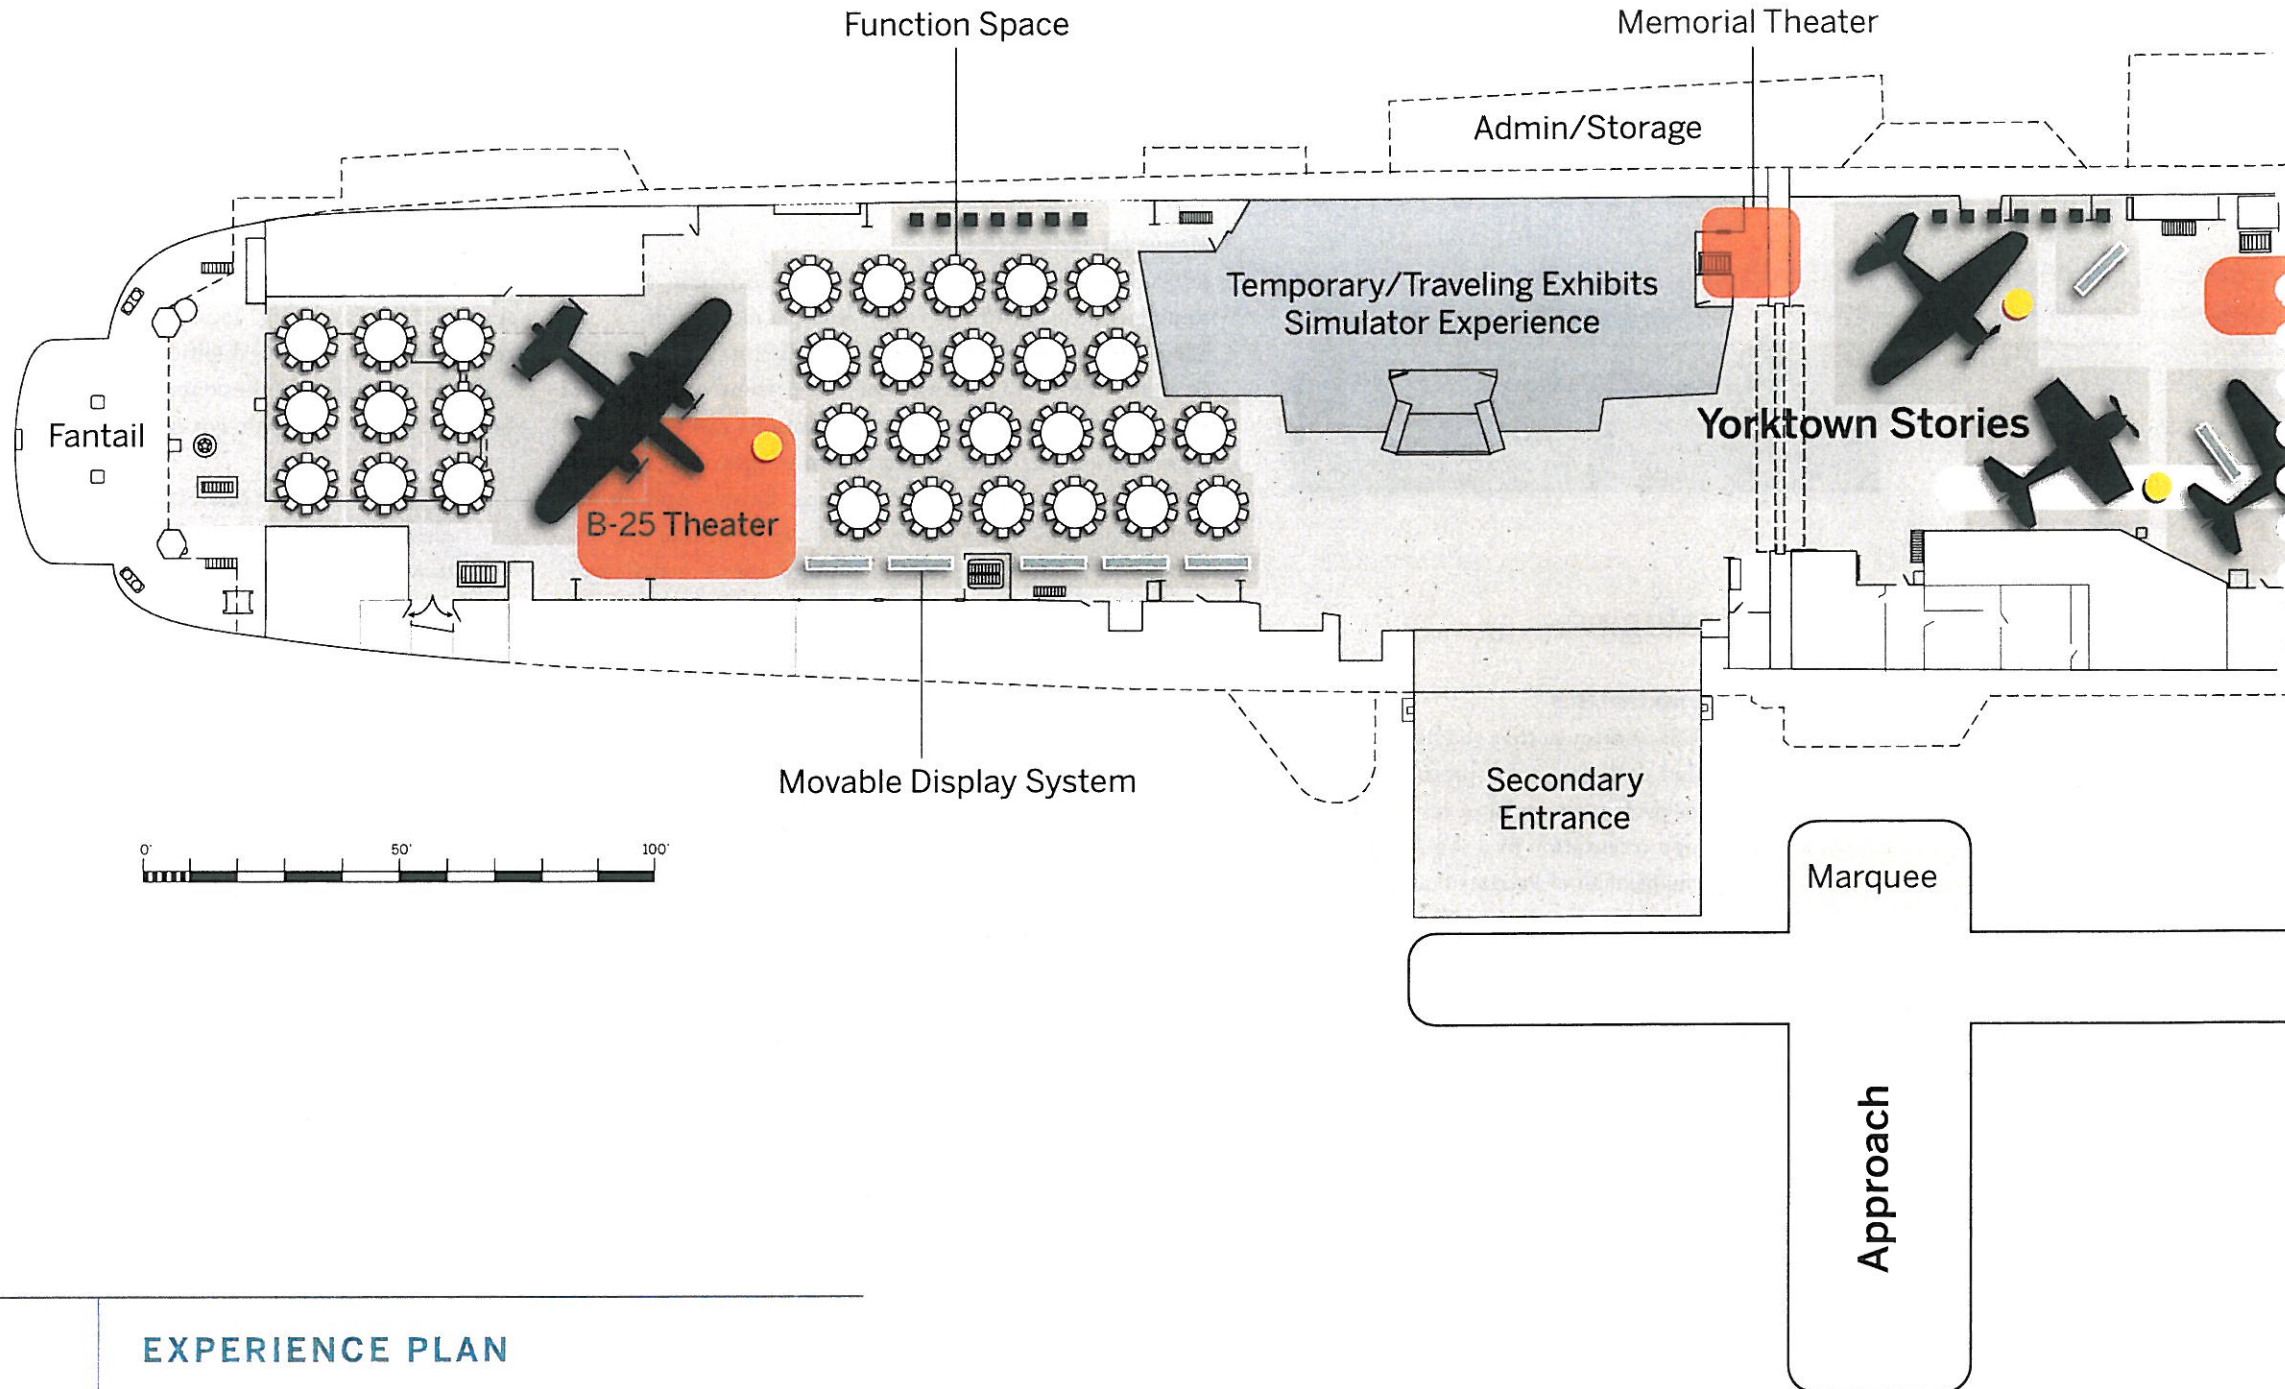 Function Space
Memorial Theater
Admin/Storage
Temporary/Traveling Exhibits
Simulator Experience
Yorktown Stories
Fantail
B-25 Theater
Movable Display System
Secondary
Entrance
0' 50' 100'
Marquee
Approach
EXPERIENCE PLAN